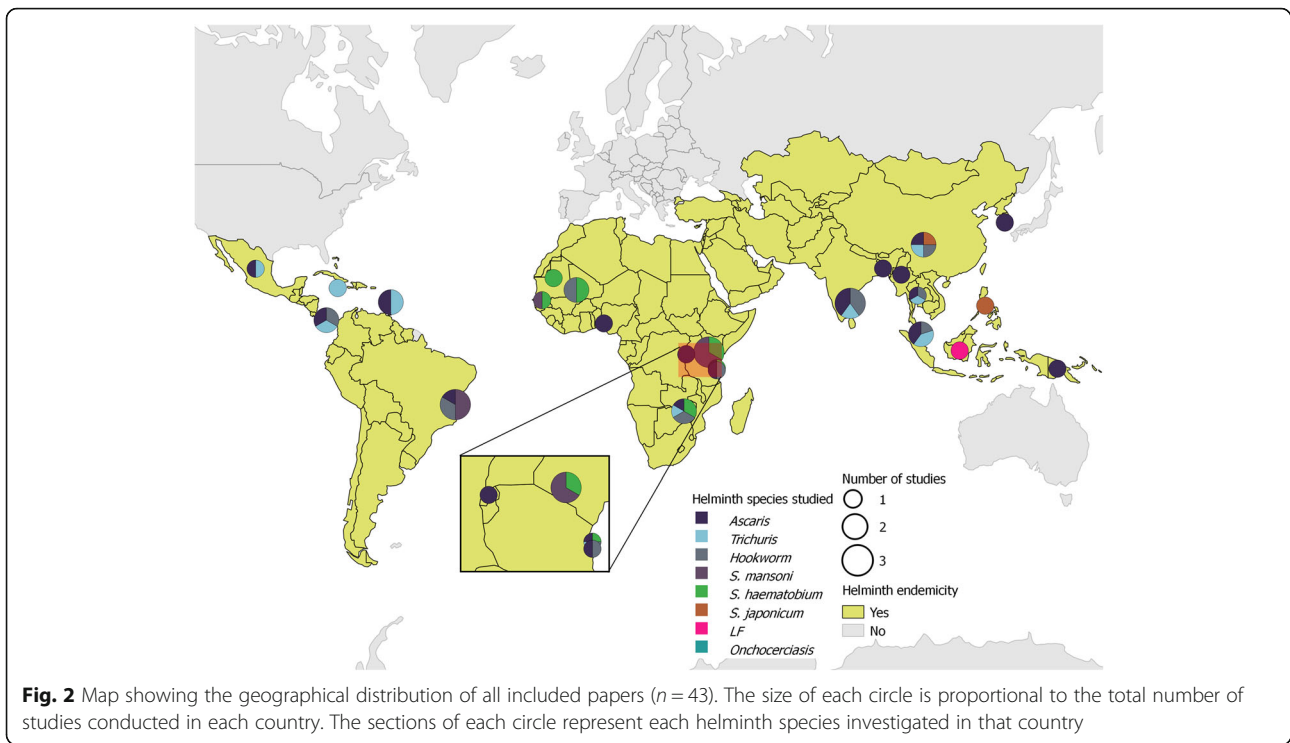 Helminth species studied
Ascaris
Trichuris
Hookworm
S. mansoni
S. haematobium
S. japonicum
LF
Onchocerciasis
Number of studies
1
2
3
Helminth endemicity
Yes
No
Fig. 2 Map showing the geographical distribution of all included papers (n = 43). The size of each circle is proportional to the total number of
studies conducted in each country. The sections of each circle represent each helminth species investigated in that country